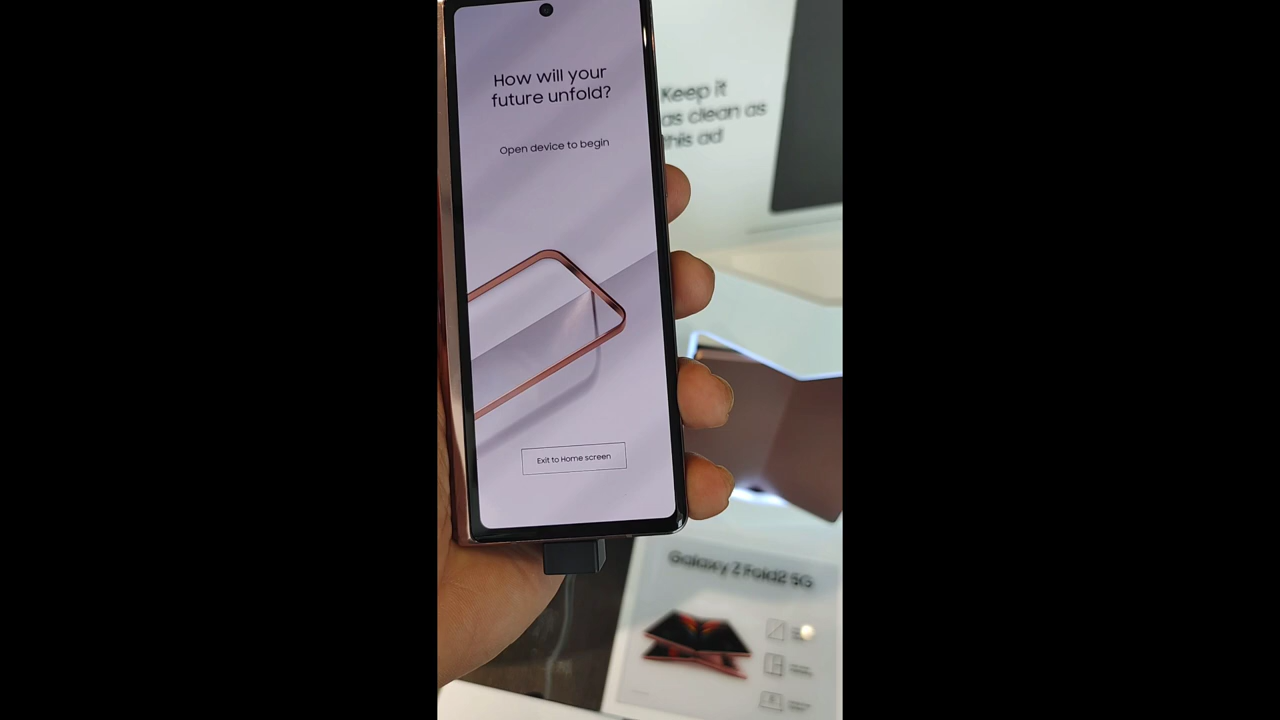 How will your
future unfold?
Open device to begin
Exit to Home screen
Keep it
as clean as
this ad
Galaxy Z Fold2 5G